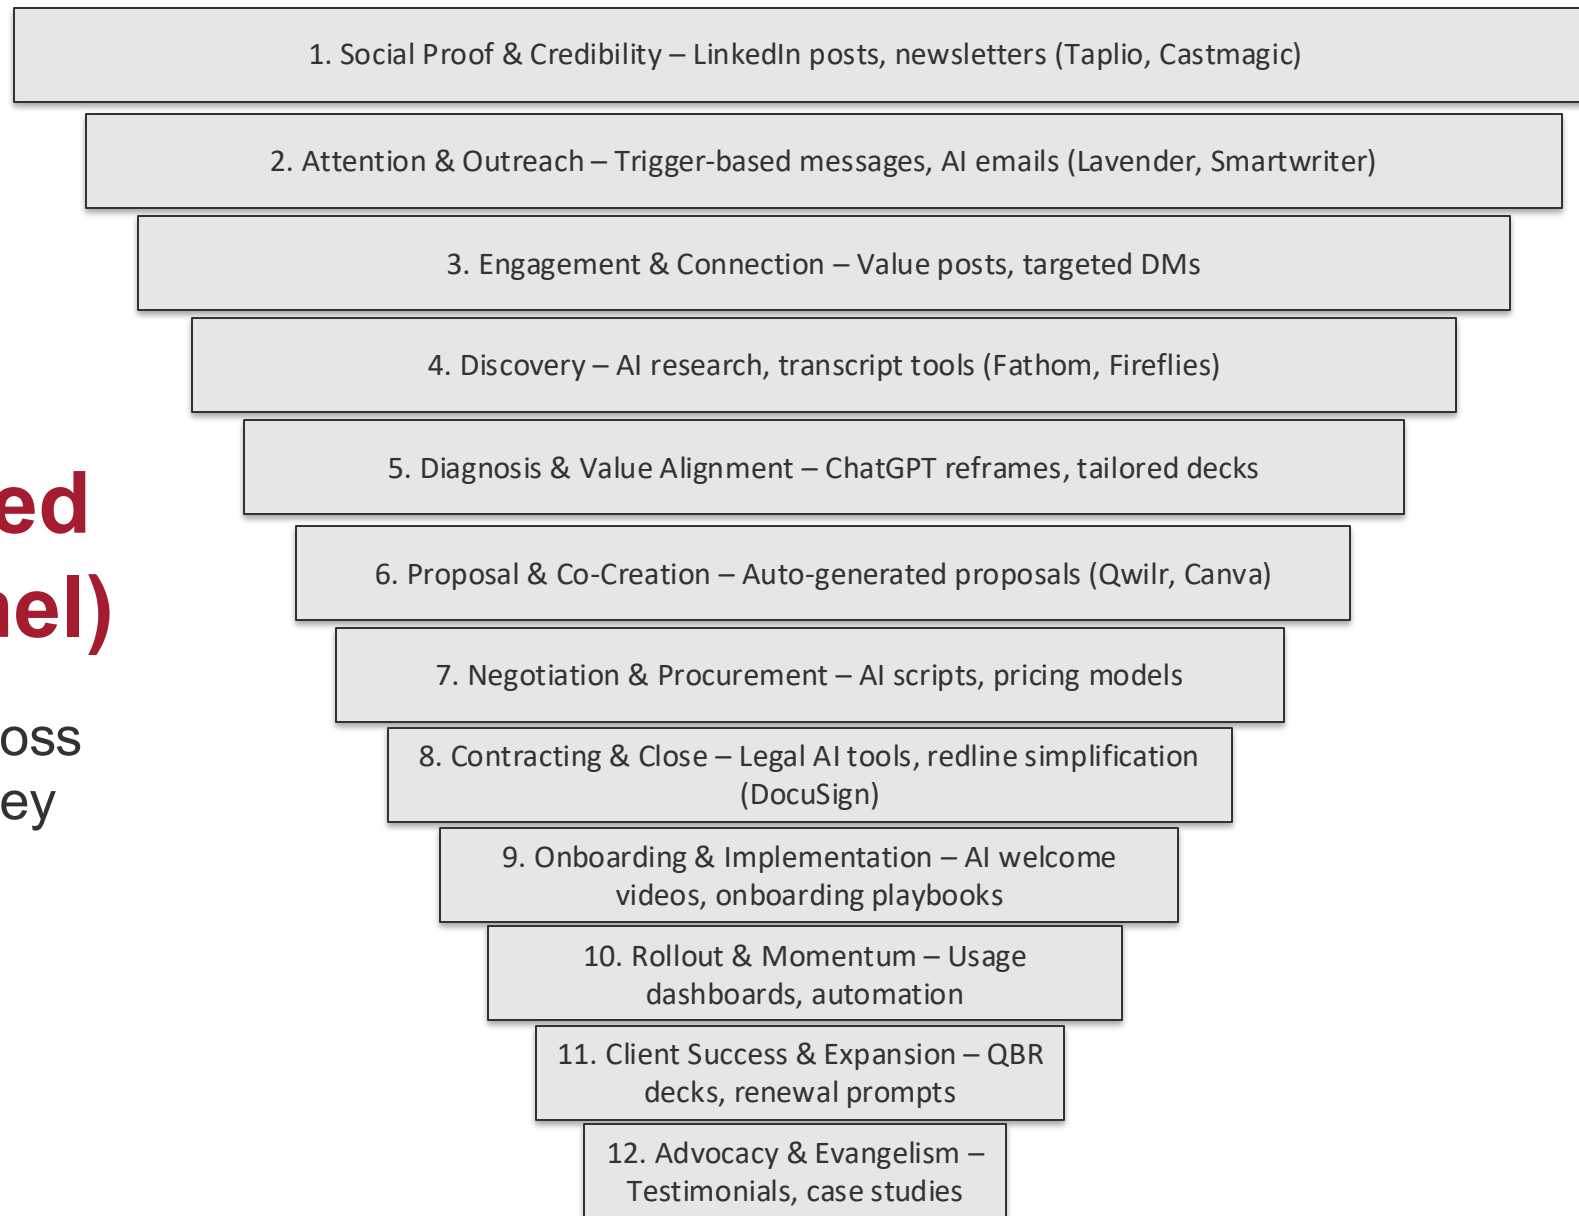 1. Social Proof & Credibility – LinkedIn posts, newsletters (Taplio, Castmagic)
2. Attention & Outreach – Trigger-based messages, AI emails (Lavender, Smartwriter)
3. Engagement & Connection – Value posts, targeted DMs
4. Discovery – AI research, transcript tools (Fathom, Fireflies)
5. Diagnosis & Value Alignment – ChatGPT reframes, tailored decks
6. Proposal & Co-Creation – Auto-generated proposals (Qwilr, Canva)
7. Negotiation & Procurement – AI scripts, pricing models
8. Contracting & Close – Legal AI tools, redline simplification
(DocuSign)
9. Onboarding & Implementation – AI welcome
videos, onboarding playbooks
10. Rollout & Momentum – Usage
dashboards, automation
11. Client Success & Expansion – QBR
decks, renewal prompts
12. Advocacy & Evangelism –
Testimonials, case studies
ed
nel)
oss
ey